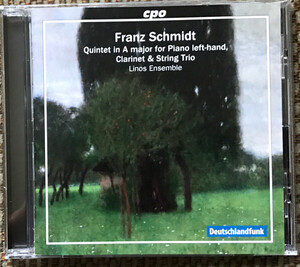 cpo
Franz Schmidt
Quintet in A major for Piano left-hand,
Clarinet & String Trio
Linos Ensemble
Deutschlandfunk